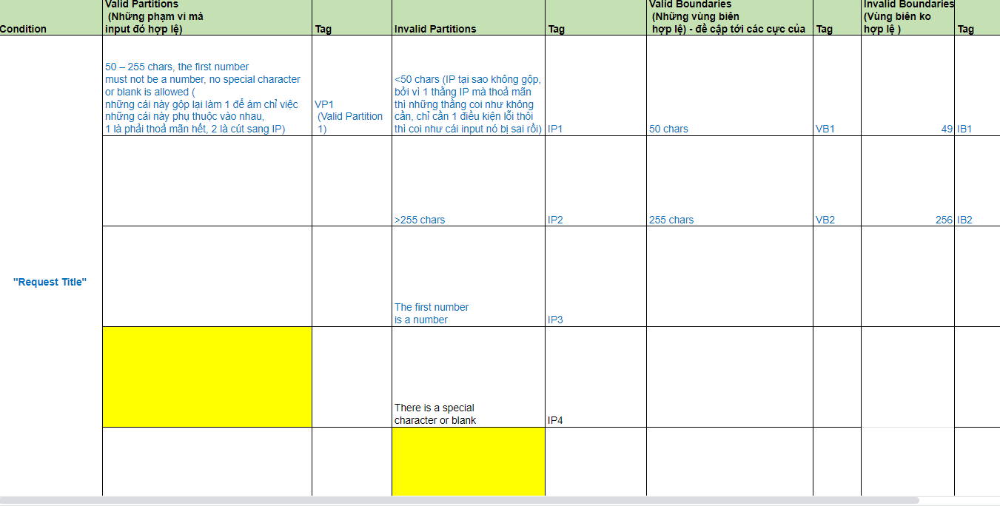 Condition
Valid Partitions
(Những phạm vi mà
input đó hợp lệ)
Tag
Invalid Partitions
Tag
Valid Boundaries
(Những vùng biên
hợp lệ) - đề cập tới các cực của
Tag
Invalid Boundaries
(Vùng biên ko
hợp lệ )
Tag
"Request Title"
50 – 255 chars, the first number
must not be a number, no special character
or blank is allowed (
những cái này gộp lại làm 1 để ám chỉ việc
những cái này phụ thuộc vào nhau,
1 là phải thoả mãn hết, 2 là cút sang IP)
VP1
(Valid Partition
1)
<50 chars (IP tại sao không gộp,
bởi vì 1 thằng IP mà thoả mãn
thì những thằng coi như không
cần, chỉ cần 1 điều kiện lỗi thôi
thì coi như cái input nó bị sai rồi)
IP1
50 chars
VB1
49
IB1
>255 chars
IP2
255 chars
VB2
256
IB2
The first number
is a number
IP3
There is a special
character or blank
IP4